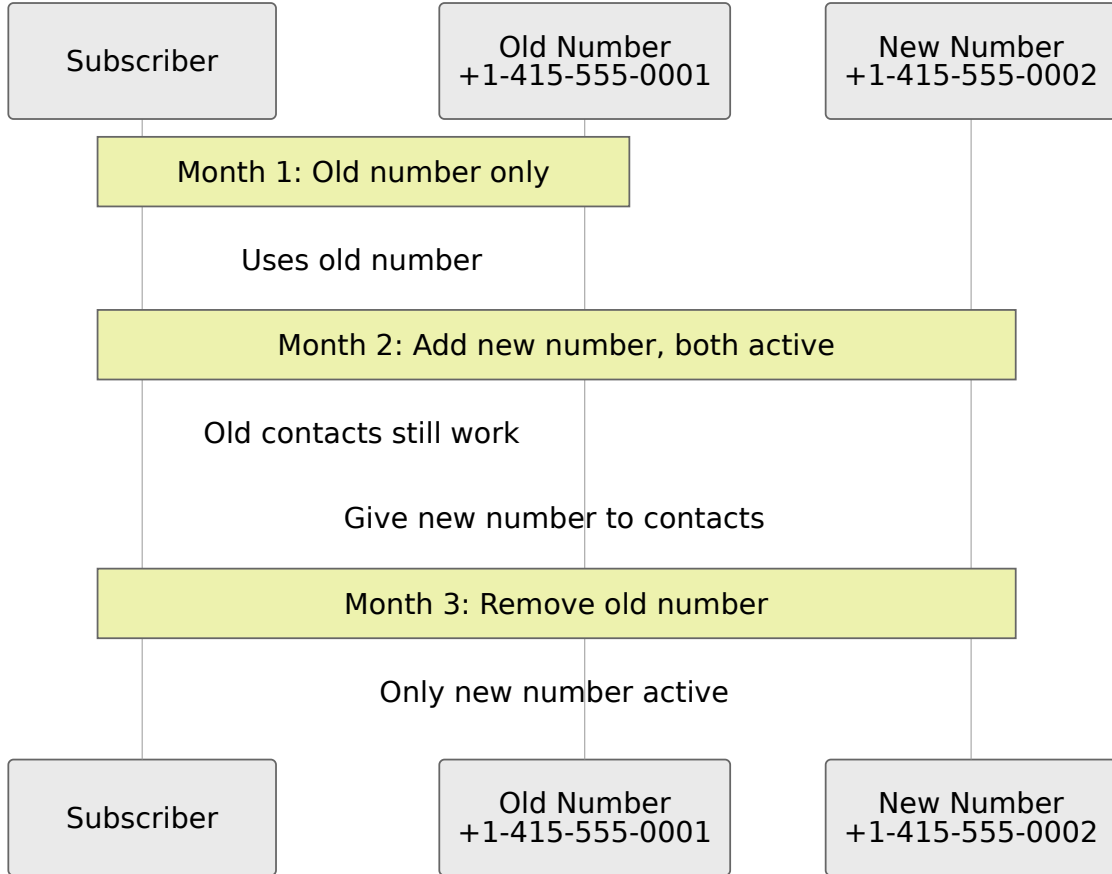 Subscriber
Old Number
+1-415-555-0001
New Number
+1-415-555-0002
Month 1: Old number only
Uses old number
Month 2: Add new number, both active
Old contacts still work
Give new number to contacts
Month 3: Remove old number
Only new number active
Subscriber
Old Number
+1-415-555-0001
New Number
+1-415-555-0002